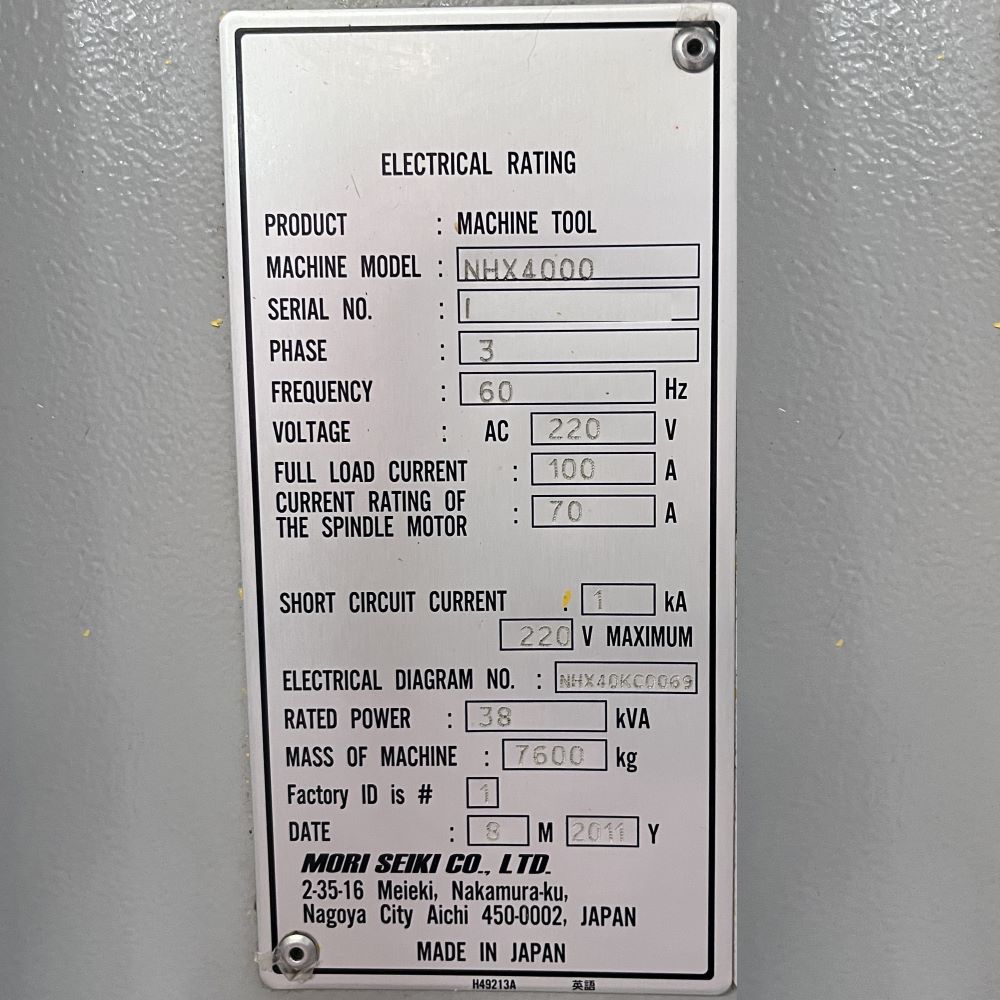 ELECTRICAL RATING
PRODUCT : MACHINE TOOL
MACHINE MODEL : NHX4000
SERIAL NO. :
PHASE : 3
FREQUENCY : 60 Hz
VOLTAGE : AC 220 V
FULL LOAD CURRENT : 100 A
CURRENT RATING OF
THE SPINDLE MOTOR : 70 A
SHORT CIRCUIT CURRENT : 1 kA
220 V MAXIMUM
ELECTRICAL DIAGRAM NO. : NHX40KC0069
RATED POWER : 38 kVA
MASS OF MACHINE : 7600 kg
Factory ID is # 1
DATE : 8 M 2011 Y
MORI SEIKI CO., LTD.
2-35-16 Meieki, Nakamura-ku,
Nagoya City Aichi 450-0002, JAPAN
MADE IN JAPAN
H49213A 英語